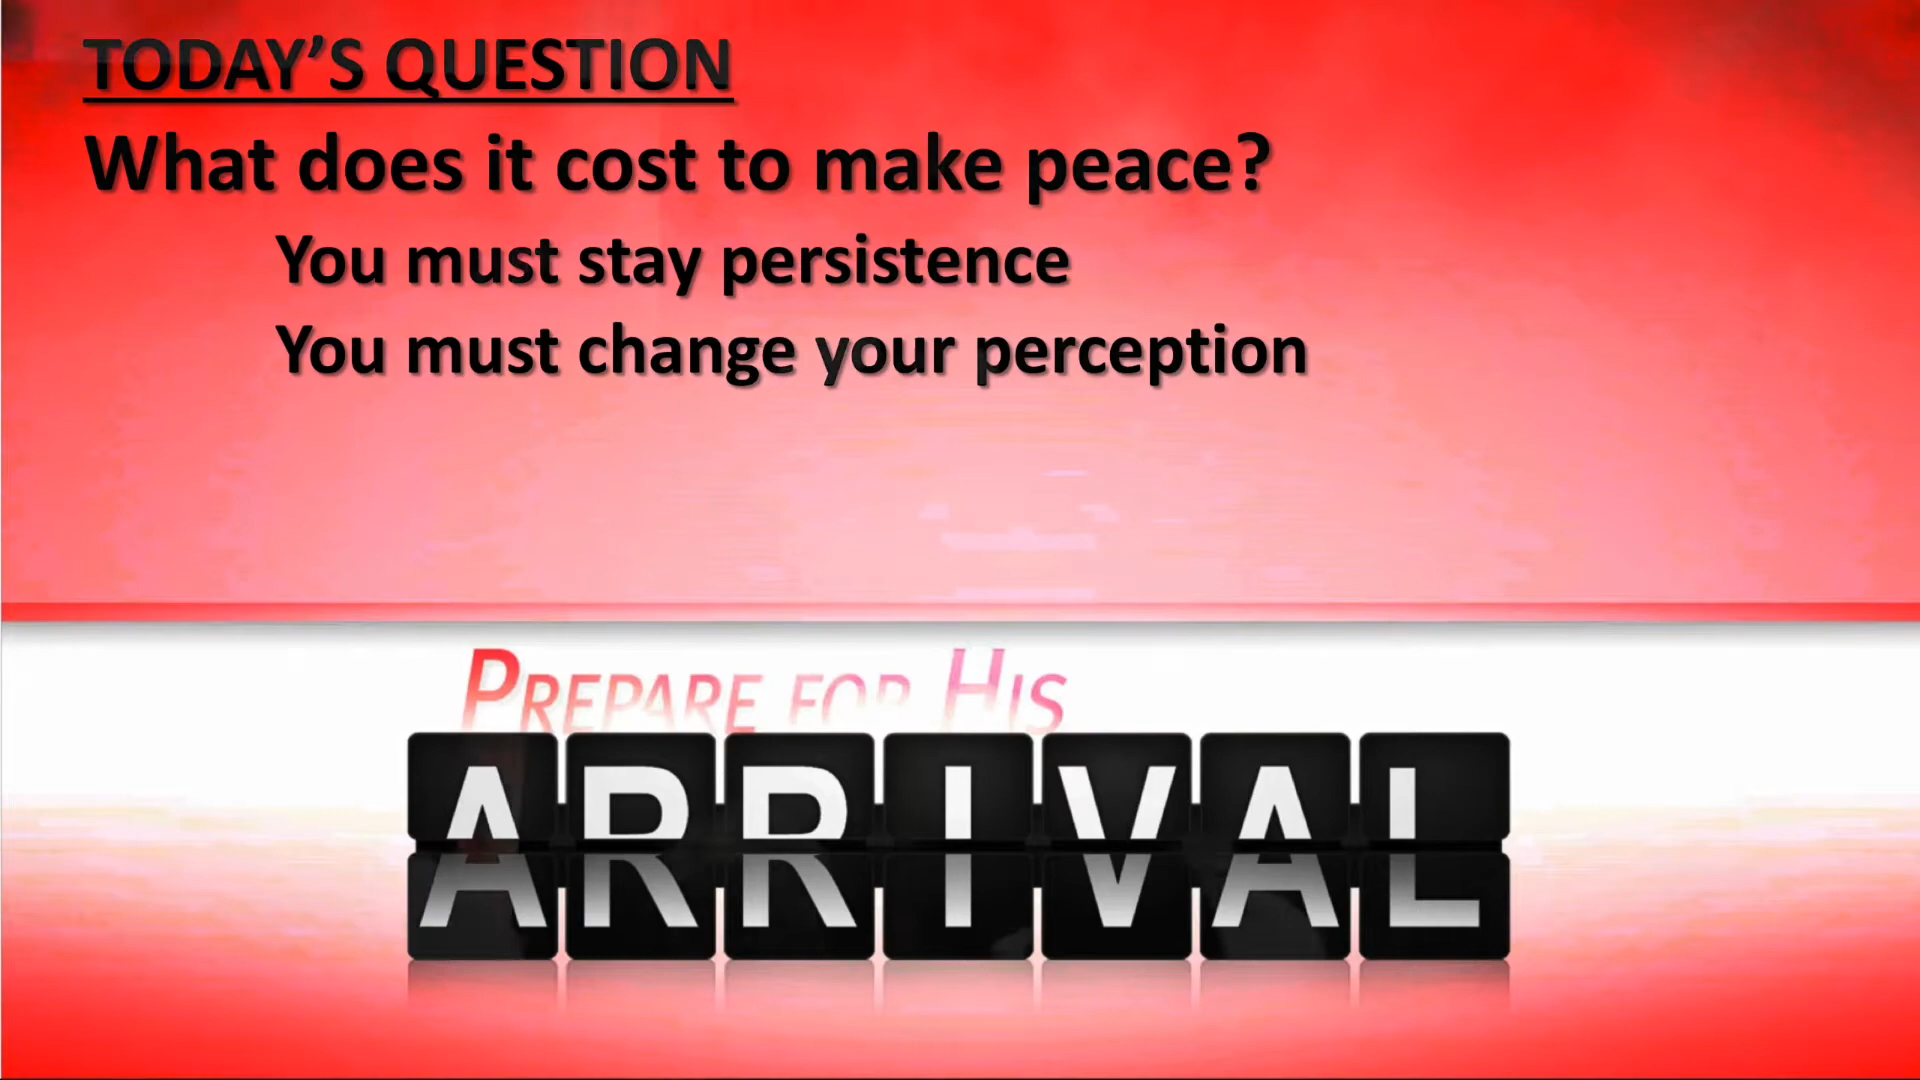 TODAY’S QUESTION
What does it cost to make peace?
You must stay persistence
You must change your perception
PREPARE FOR HIS
ARRIVAL